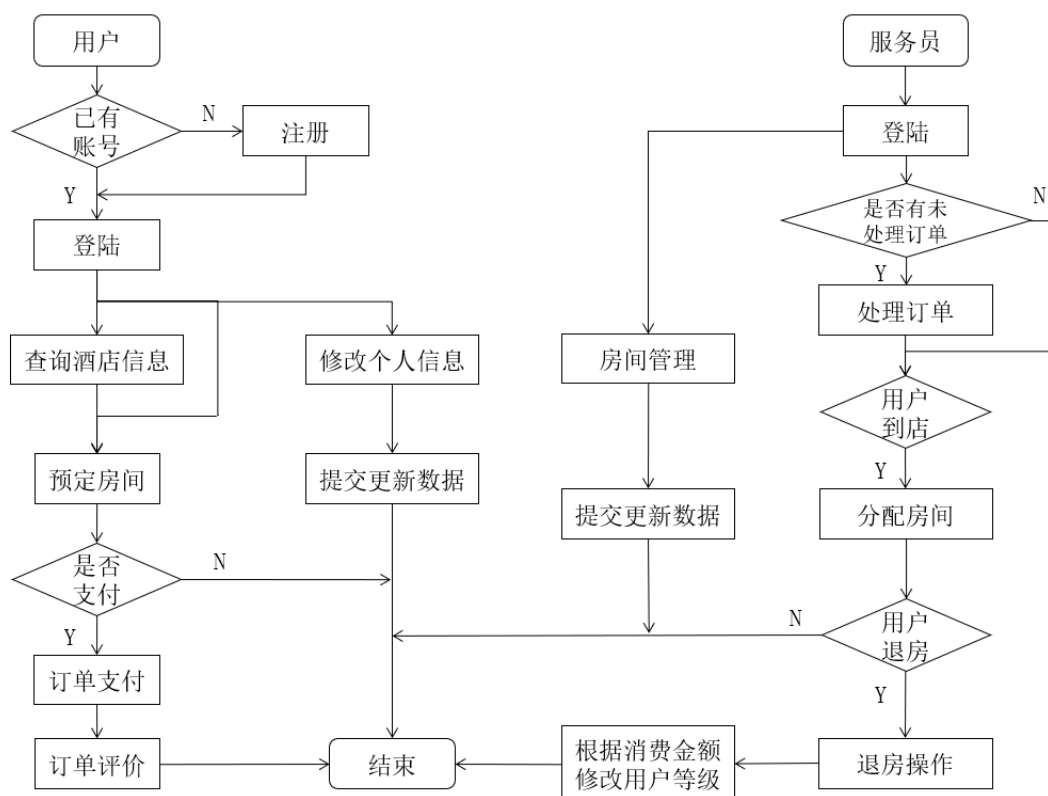 用户
服务员
已有
账号
N
注册
登陆
Y
是否有未
处理订单
N
登陆
Y
处理订单
查询酒店信息
修改个人信息
房间管理
用户
到店
Y
预定房间
提交更新数据
提交更新数据
分配房间
是否
支付
N
N
用户
退房
Y
订单支付
Y
订单评价
结束
根据消费金额
修改用户等级
退房操作